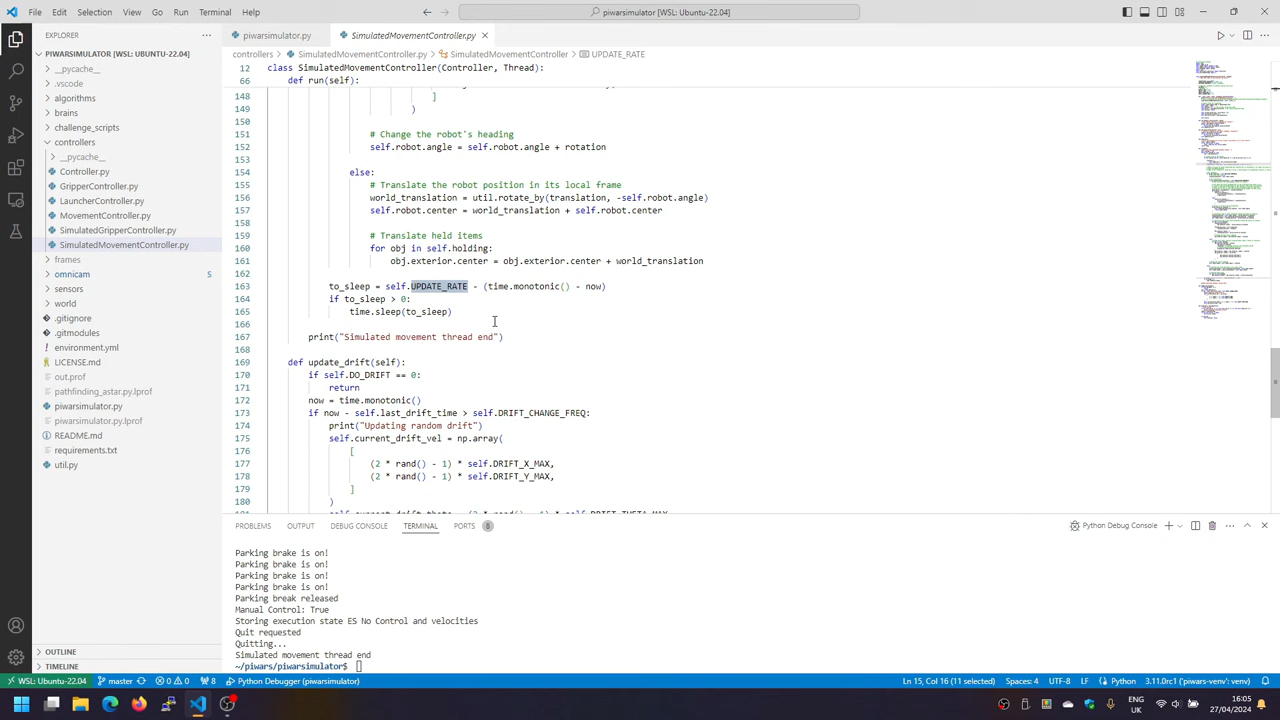 File Edit Selection View Go Run Terminal Help
piwarsimulator [WSL: Ubuntu-22.04]
EXPLORER
piwarsimulator.py
SimulatedMovementController.py
controllers > SimulatedMovementController.py > SimulatedMovementController > UPDATE_RATE
PIWARSIMULATOR [WSL: UBUNTU-22.04]
__pycache__
.vscode
algorithms
brains
challenge_scripts
controllers
__pycache__
Controller.py
GripperController.py
LauncherController.py
MovementController.py
SimulatedGripperController.py
SimulatedMovementController.py
frames
omnicam S
sensors
world
.gitignore
.gitmodules
environment.yml
LICENSE.md
out.prof
pathfinding_astar.py.lprof
piwarsimulator.py
piwarsimulator.py.lprof
README.md
requirements.txt
util.py
OUTLINE
TIMELINE
12 class SimulatedMovementController(Controller, Thread):
66 def run(self):
148
149 )
150
151 # Change the robot's heading
152 self.robot.angle = self.robot.angle + rotation
153
154 else:
155 # Translate the robot position in its local frame
156 world_translation = util.rotate_(translation, -self.robot.angle)
157 self.robot.center = world_translation + self.robot.center
158
159 # Translate held items
160 for obj in self.holding:
161 obj.exterior.center = obj.exterior.center + world_translation
162
163 to_sleep = self.UPDATE_RATE - (time.monotonic() - now)
164 if to_sleep > 0:
165 time.sleep(to_sleep)
166
167 print("Simulated movement thread end")
168
169 def update_drift(self):
170 if self.DO_DRIFT == 0:
171 return
172 now = time.monotonic()
173 if now - self.last_drift_time > self.DRIFT_CHANGE_FREQ:
174 print("Updating random drift")
175 self.current_drift_vel = np.array(
176 [
177 (2 * rand() - 1) * self.DRIFT_X_MAX,
178 (2 * rand() - 1) * self.DRIFT_Y_MAX,
179 ]
180 )
181 self.current_drift_theta = (2 * rand() - 1) * self.DRIFT_THETA_MAX
PROBLEMS OUTPUT DEBUG CONSOLE TERMINAL PORTS 8
Python Debug Console
Parking brake is on!
Parking brake is on!
Parking brake is on!
Parking brake is on!
Parking break released
Manual Control: True
Storing execution state ES No Control and velocities
Quit requested
Quitting...
Simulated movement thread end
~/piwars/piwarsimulator$
WSL: Ubuntu-22.04 master 0 0 8 Python Debugger (piwarsimulator)
Ln 15, Col 16 (11 selected) Spaces: 4 UTF-8 LF Python 3.11.0rc1 ('piwars-venv': venv)
ENG
UK
16:05
27/04/2024